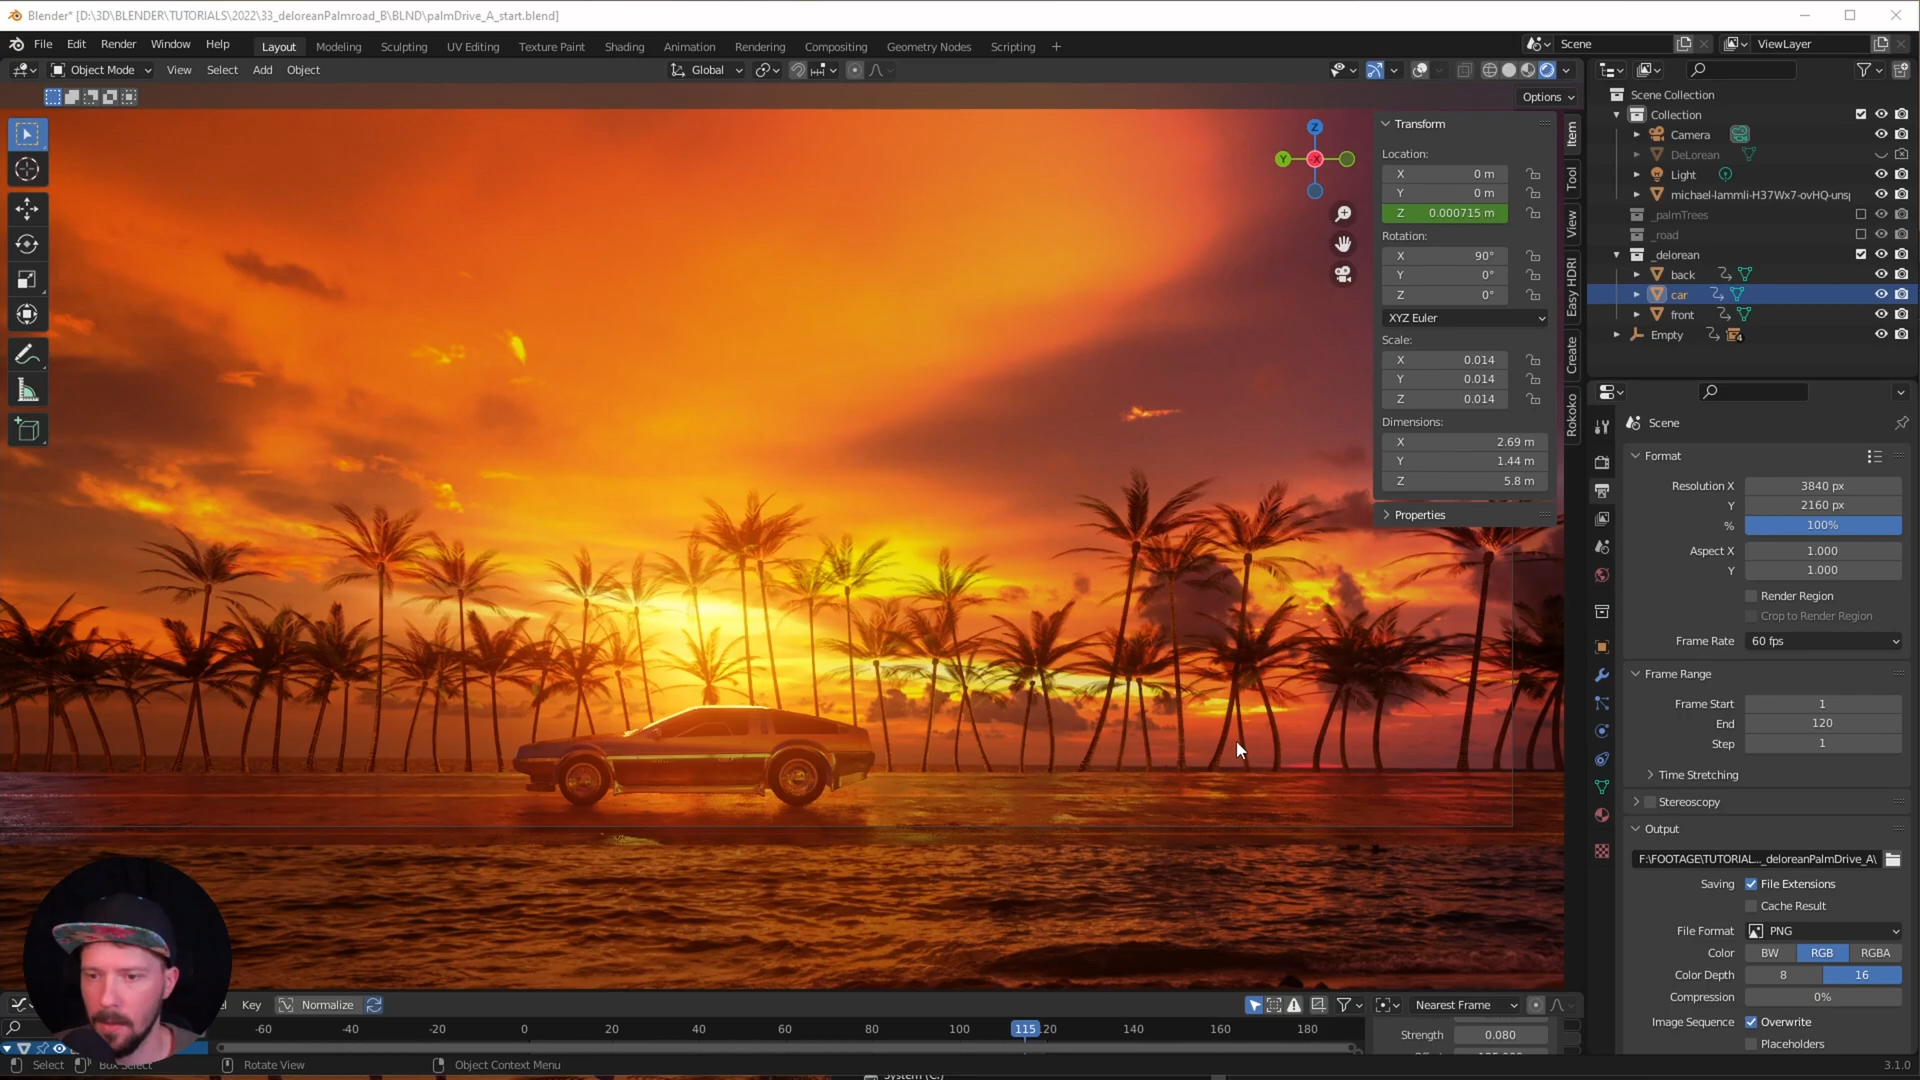 Blender* [D:\3D\BLENDER\TUTORIALS\2022\33_deloreanPalmroad_B\BLND\palmDrive_A_start.blend]
File Edit Render Window Help Layout Modeling Sculpting UV Editing Texture Paint Shading Animation Rendering Compositing Geometry Nodes Scripting + Scene ViewLayer
Object Mode View Select Add Object Global
Options
Scene Collection
Collection
Camera
DeLorean
Light
michael-lammli-H37Wx7-ovHQ-uns
_palmTrees
_road
_delorean
back
car
front
Empty
Transform
Location:
X 0 m
Y 0 m
Z 0.000715 m
Rotation:
X 90°
Y 0°
Z 0°
XYZ Euler
Scale:
X 0.014
Y 0.014
Z 0.014
Dimensions:
X 2.69 m
Y 1.44 m
Z 5.8 m
Properties
Item
Tool
View
Easy HDRI
Create
Rokoko
Z
Y
X
Scene
Format
Resolution X 3840 px
Y 2160 px
% 100%
Aspect X 1.000
Y 1.000
Render Region
Crop to Render Region
Frame Rate 60 fps
Frame Range
Frame Start 1
End 120
Step 1
Time Stretching
Stereoscopy
Output
F:\FOOTAGE\TUTORIAL..._deloreanPalmDrive_A\
Saving File Extensions
Cache Result
File Format PNG
Color BW RGB RGBA
Color Depth 8 16
Compression 0%
Image Sequence Overwrite
Placeholders
Key Normalize Nearest Frame
-60 -40 -20 0 20 40 60 80 100 115 120 140 160 180
Strength 0.080
Select Box Select Rotate View Object Context Menu 3.1.0
System (C:)